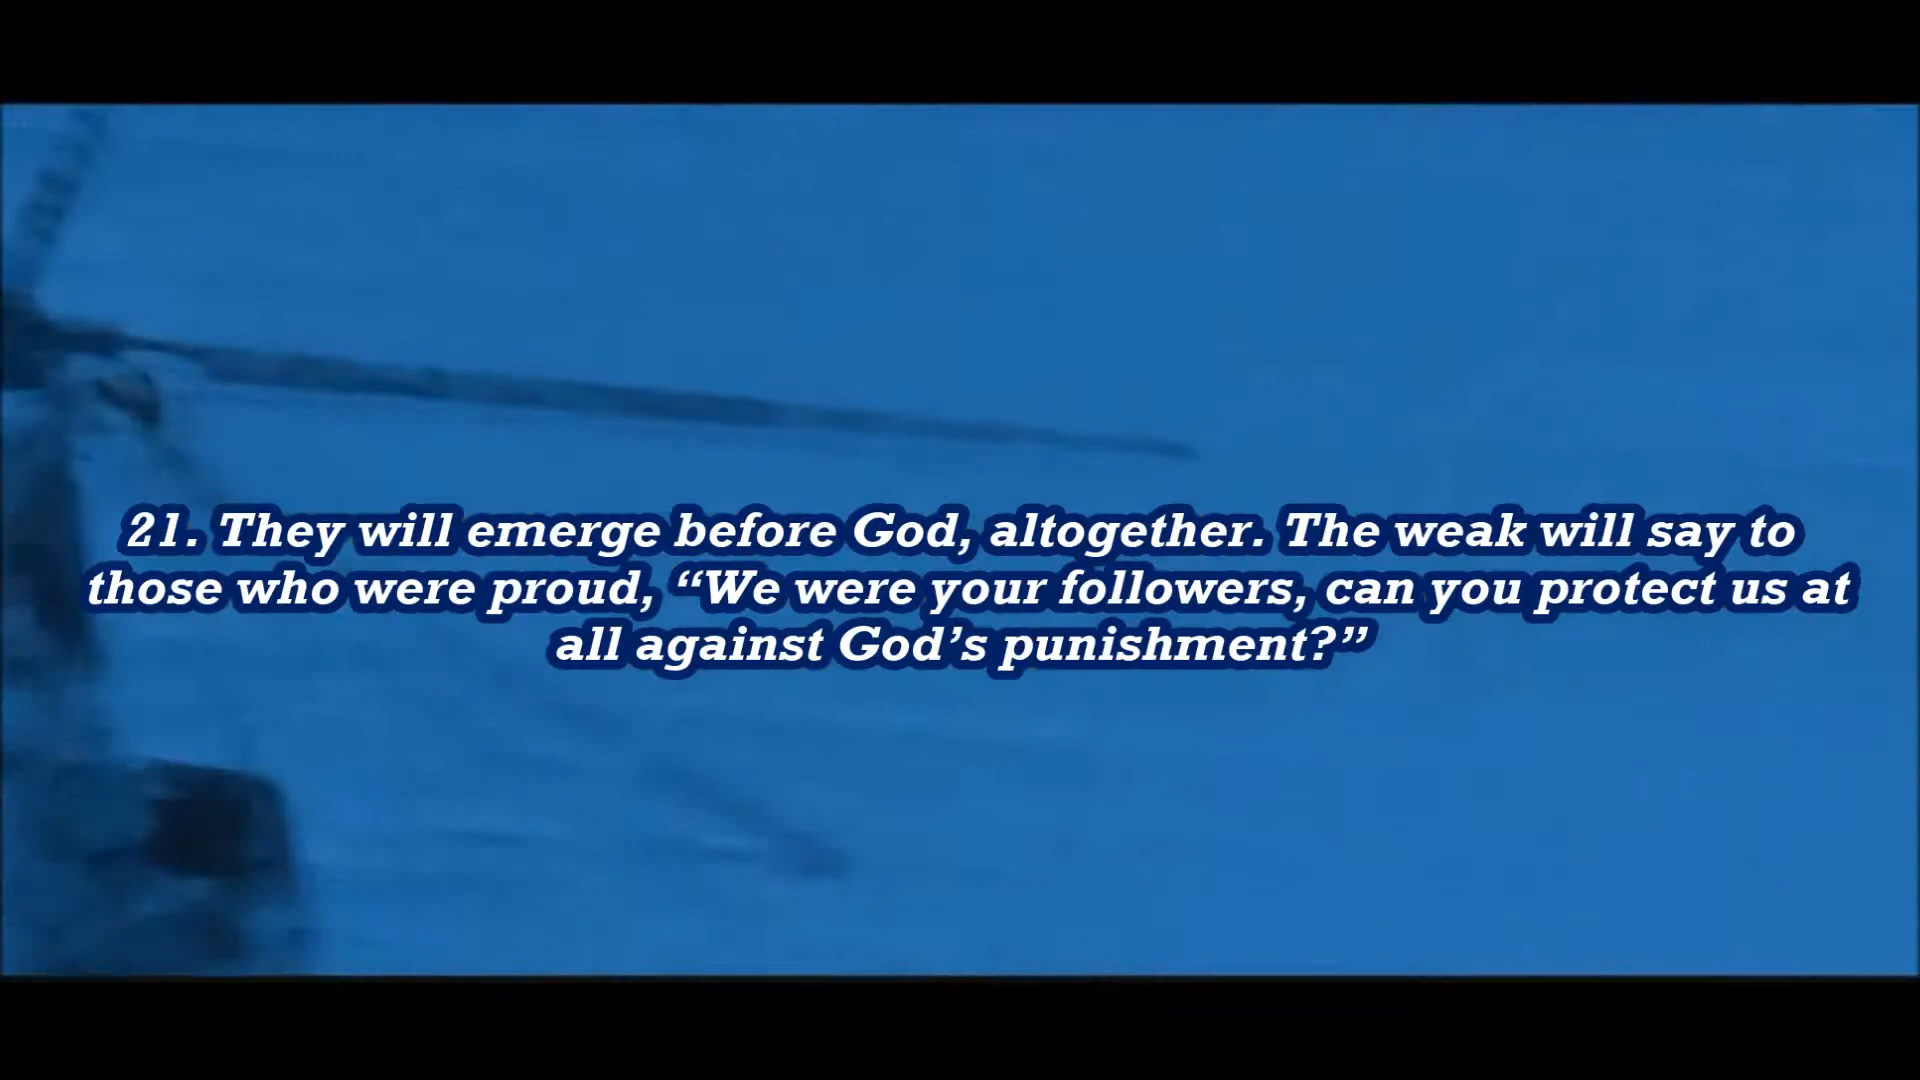 21. They will emerge before God, altogether. The weak will say to
those who were proud, “We were your followers, can you protect us at
all against God’s punishment?”